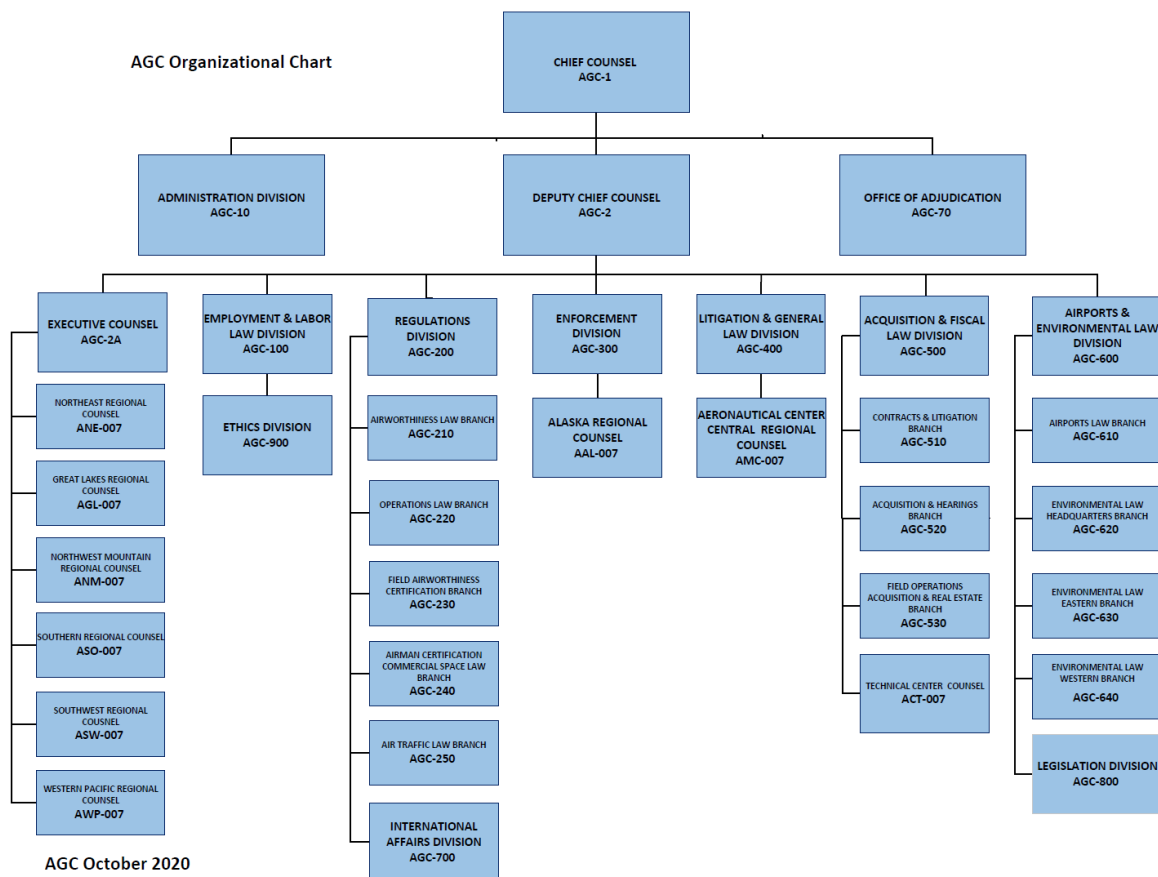 AGC Organizational Chart
CHIEF COUNSEL
AGC-1
ADMINISTRATION DIVISION
AGC-10
DEPUTY CHIEF COUNSEL
AGC-2
OFFICE OF ADJUDICATION
AGC-70
EXECUTIVE COUNSEL
AGC-2A
NORTHEAST REGIONAL
COUNSEL
ANE-007
GREAT LAKES REGIONAL
COUNSEL
AGL-007
NORTHWEST MOUNTAIN
REGIONAL COUNSEL
ANM-007
SOUTHERN REGIONAL COUNSEL
ASO-007
SOUTHWEST REGIONAL
COUSNEL
ASW-007
WESTERN PACIFIC REGIONAL
COUNSEL
AWP-007
EMPLOYMENT & LABOR
LAW DIVISION
AGC-100
ETHICS DIVISION
AGC-900
REGULATIONS
DIVISION
AGC-200
AIRWORTHINESS LAW BRANCH
AGC-210
OPERATIONS LAW BRANCH
AGC-220
FIELD AIRWORTHINESS
CERTIFICATION BRANCH
AGC-230
AIRMAN CERTIFICATION
COMMERCIAL SPACE LAW
BRANCH
AGC-240
AIR TRAFFIC LAW BRANCH
AGC-250
INTERNATIONAL
AFFAIRS DIVISION
AGC-700
ENFORCEMENT
DIVISION
AGC-300
ALASKA REGIONAL
COUNSEL
AAL-007
LITIGATION & GENERAL
LAW DIVISION
AGC-400
AERONAUTICAL CENTER
CENTRAL REGIONAL
COUNSEL
AMC-007
ACQUISITION & FISCAL
LAW DIVISION
AGC-500
CONTRACTS & LITIGATION
BRANCH
AGC-510
ACQUISITION & HEARINGS
BRANCH
AGC-520
FIELD OPERATIONS
ACQUISITION & REAL ESTATE
BRANCH
AGC-530
TECHNICAL CENTER COUNSEL
ACT-007
AIRPORTS &
ENVIRONMENTAL LAW
DIVISION
AGC-600
AIRPORTS LAW BRANCH
AGC-610
ENVIRONMENTAL LAW
HEADQUARTERS BRANCH
AGC-620
ENVIRONMENTAL LAW
EASTERN BRANCH
AGC-630
ENVIRONMENTAL LAW
WESTERN BRANCH
AGC-640
LEGISLATION DIVISION
AGC-800
AGC October 2020